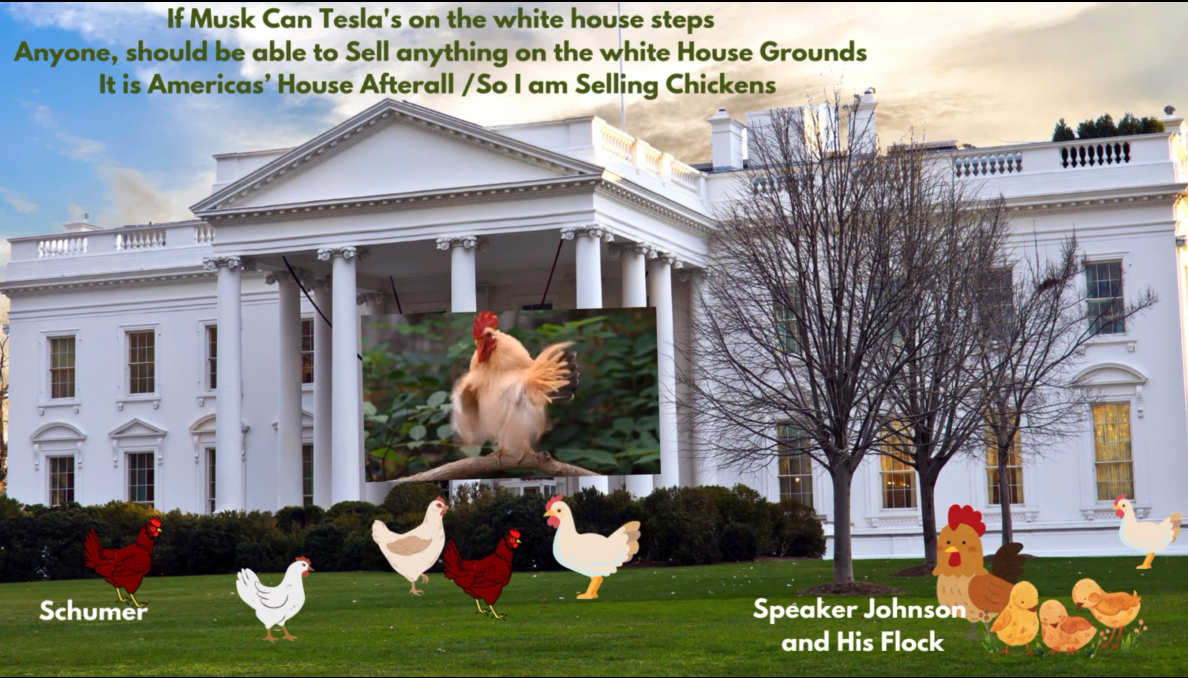 If Musk Can Tesla's on the white house steps
Anyone, should be able to Sell anything on the white House Grounds
It is Americas’ House Afterall /So I am Selling Chickens
Schumer
Speaker Johnson
and His Flock